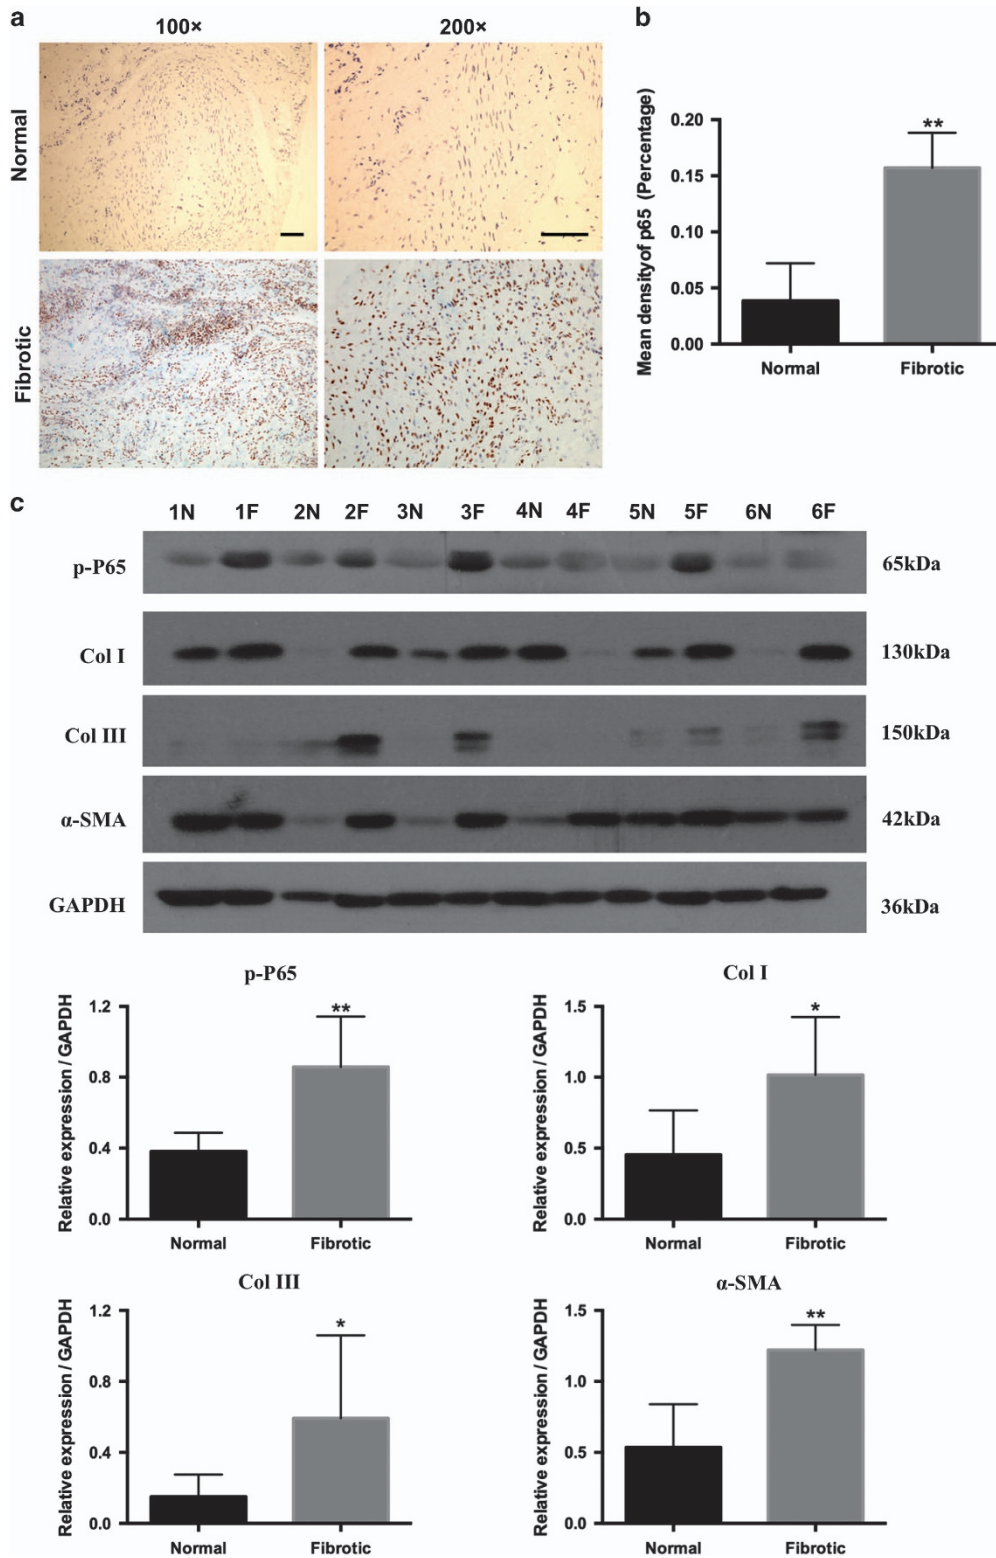 a
100×
200×
Normal
Fibrotic
b
Mean density of p65 (Percentage)
0.20
0.15
0.10
0.05
0.00
**
Normal
Fibrotic
c
1N 1F 2N 2F 3N 3F 4N 4F 5N 5F 6N 6F
p-P65 65kDa
Col I 130kDa
Col III 150kDa
α-SMA 42kDa
GAPDH 36kDa
p-P65
Relative expression / GAPDH
1.2
0.8
0.4
0.0
**
Normal
Fibrotic
Col I
Relative expression / GAPDH
1.5
1.0
0.5
0.0
*
Normal
Fibrotic
Col III
Relative expression / GAPDH
1.2
0.8
0.4
0.0
*
Normal
Fibrotic
α-SMA
Relative expression / GAPDH
1.5
1.0
0.5
0.0
**
Normal
Fibrotic